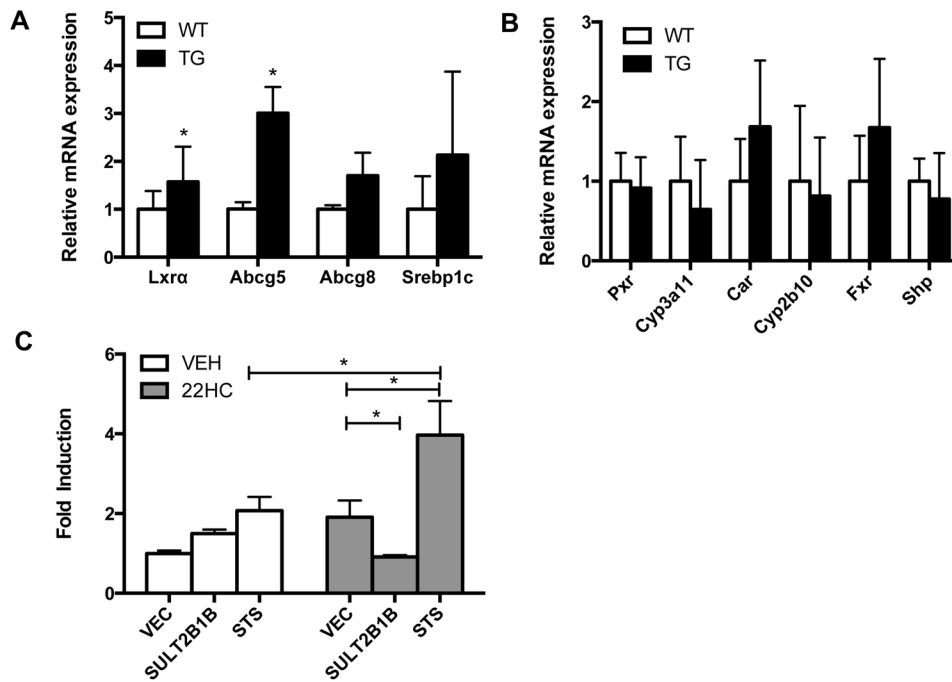 A
Relative mRNA expression
5
4
3
2
1
0
WT
TG
*
*
Lxrα Abcg5 Abcg8 Srebp1c
B
Relative mRNA expression
3
2
1
0
WT
TG
Pxr Cyp3a11 Car Cyp2b10 Fxr Shp
C
Fold Induction
6
4
2
0
VEH
22HC
*
*
*
VEC SULT2B1B STS VEC SULT2B1B STS